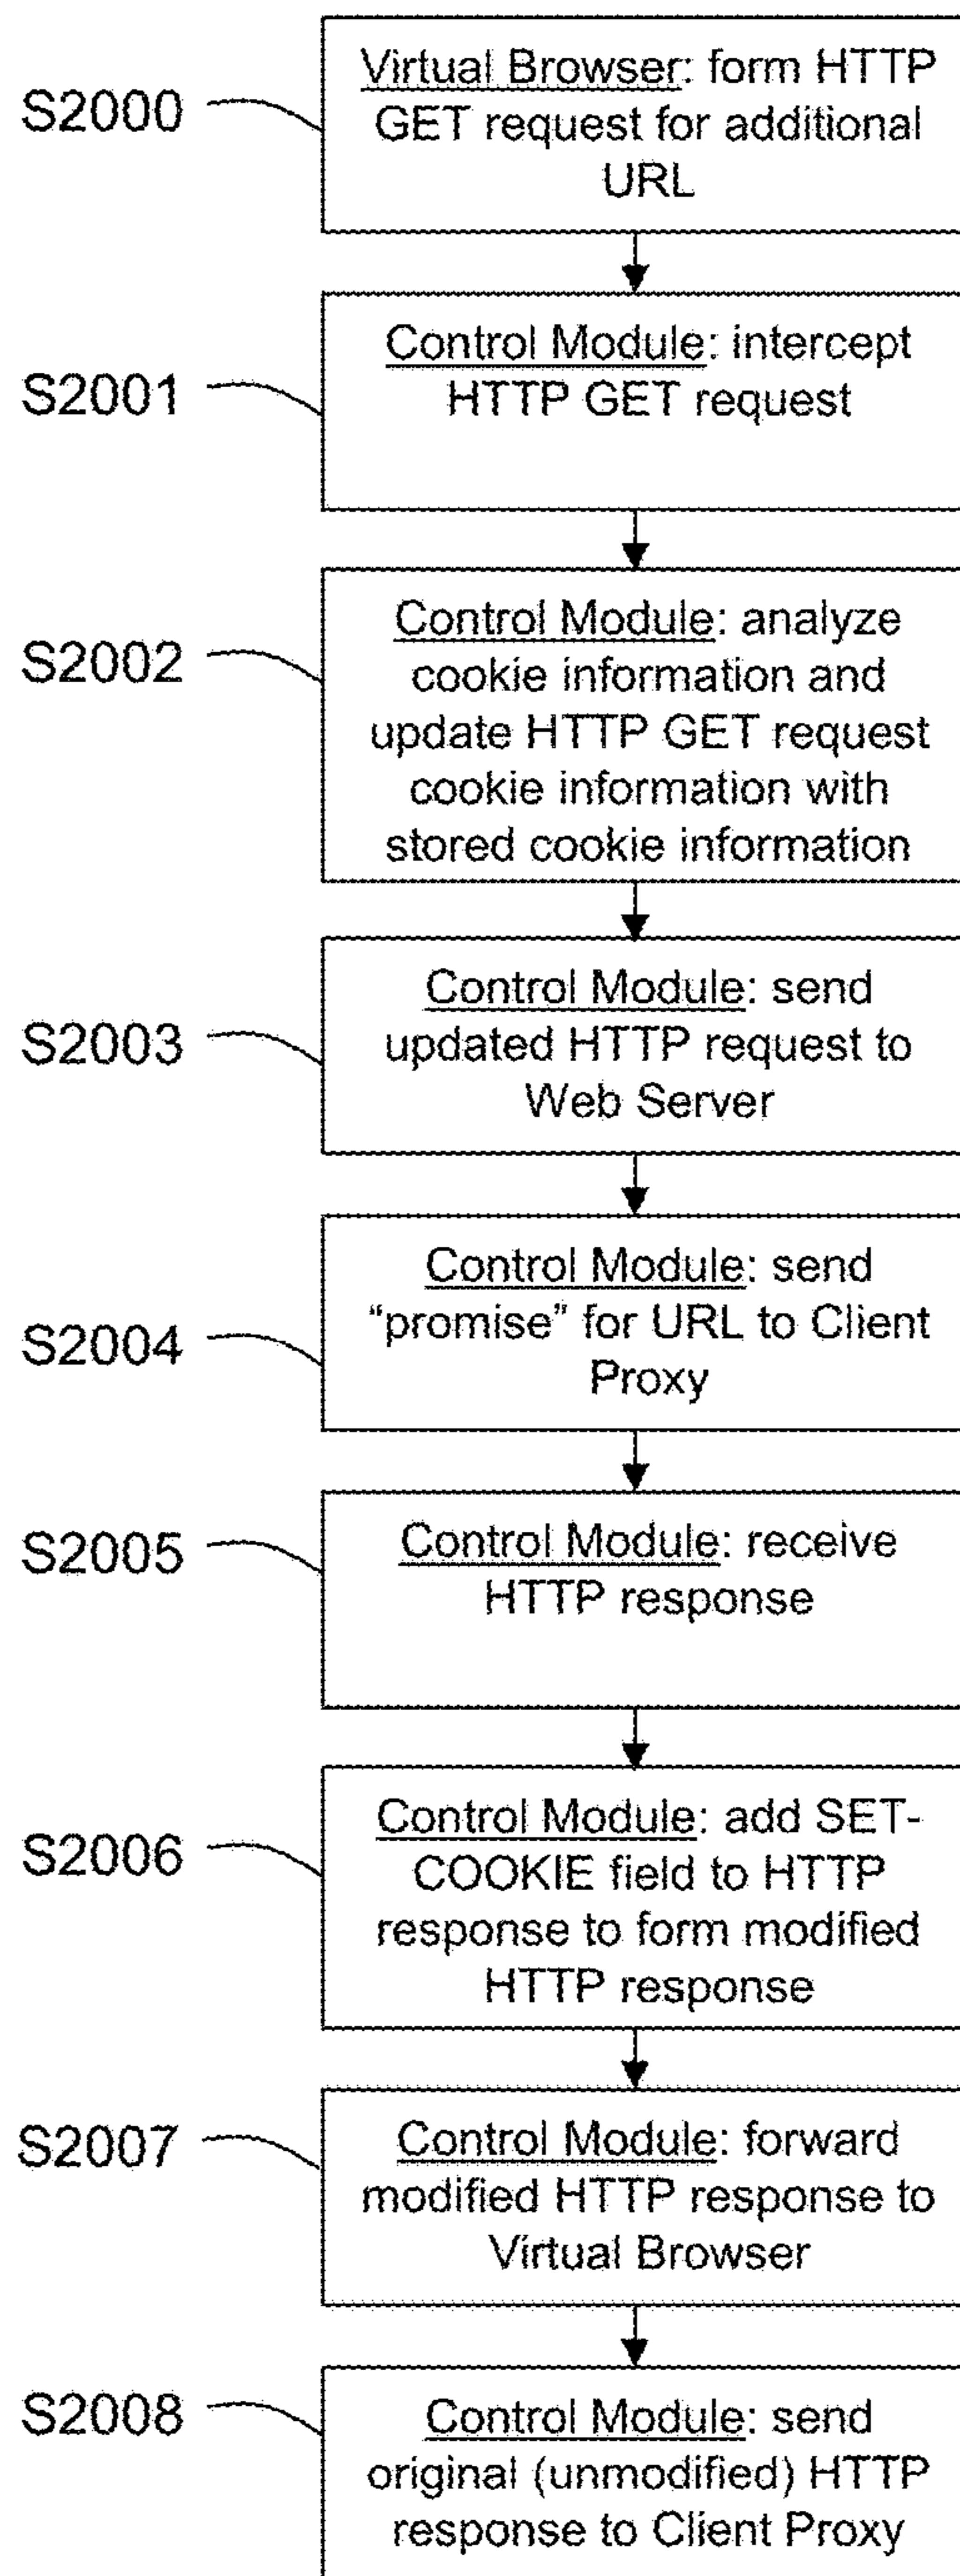 S2000
Virtual Browser: form HTTP
GET request for additional
URL
S2001
Control Module: intercept
HTTP GET request
S2002
Control Module: analyze
cookie information and
update HTTP GET request
cookie information with
stored cookie information
S2003
Control Module: send
updated HTTP request to
Web Server
S2004
Control Module: send
“promise” for URL to Client
Proxy
S2005
Control Module: receive
HTTP response
S2006
Control Module: add SET-
COOKIE field to HTTP
response to form modified
HTTP response
S2007
Control Module: forward
modified HTTP response to
Virtual Browser
S2008
Control Module: send
original (unmodified) HTTP
response to Client Proxy